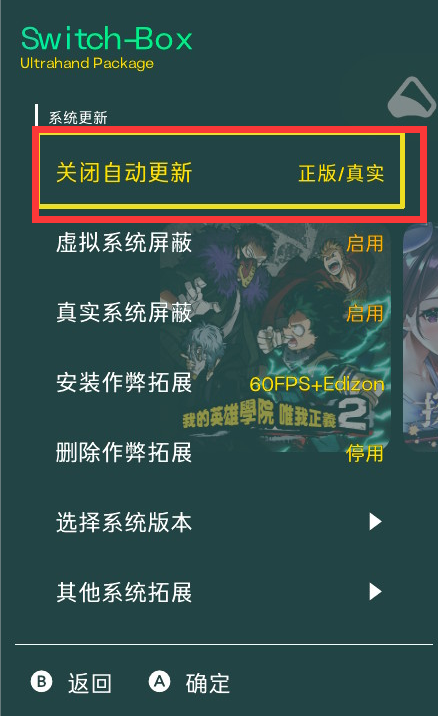 Switch-Box
Ultrahand Package
系统更新
关闭自动更新 正版/真实
虚拟系统屏蔽 启用
真实系统屏蔽 启用
安装作弊拓展 60FPS+Edizon
我的英雄學院 唯我正義 2
删除作弊拓展 停用
选择系统版本
其他系统拓展
B 返回 A 确定